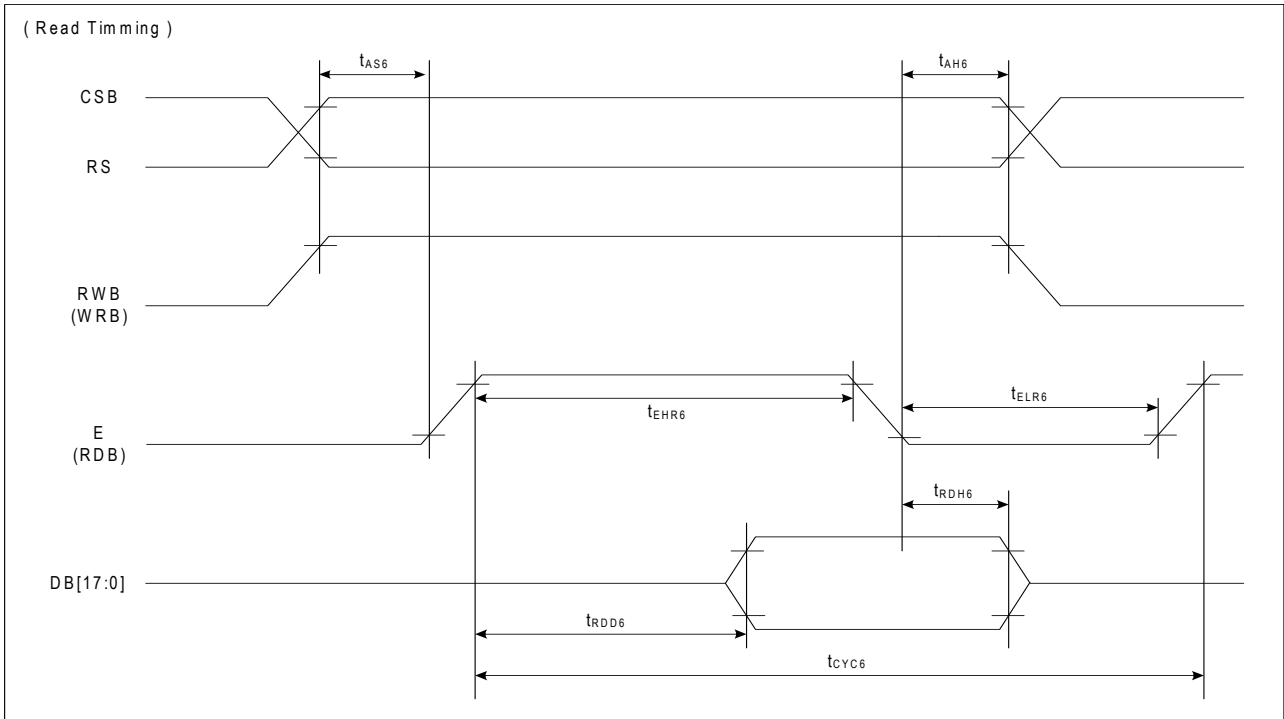 ( Read Timming )
tAS6
tAH6
CSB
RS
RWB
(WRB)
tEHR6
tELR6
E
(RDB)
tRDH6
DB[17:0]
tRDD6
tCYC6